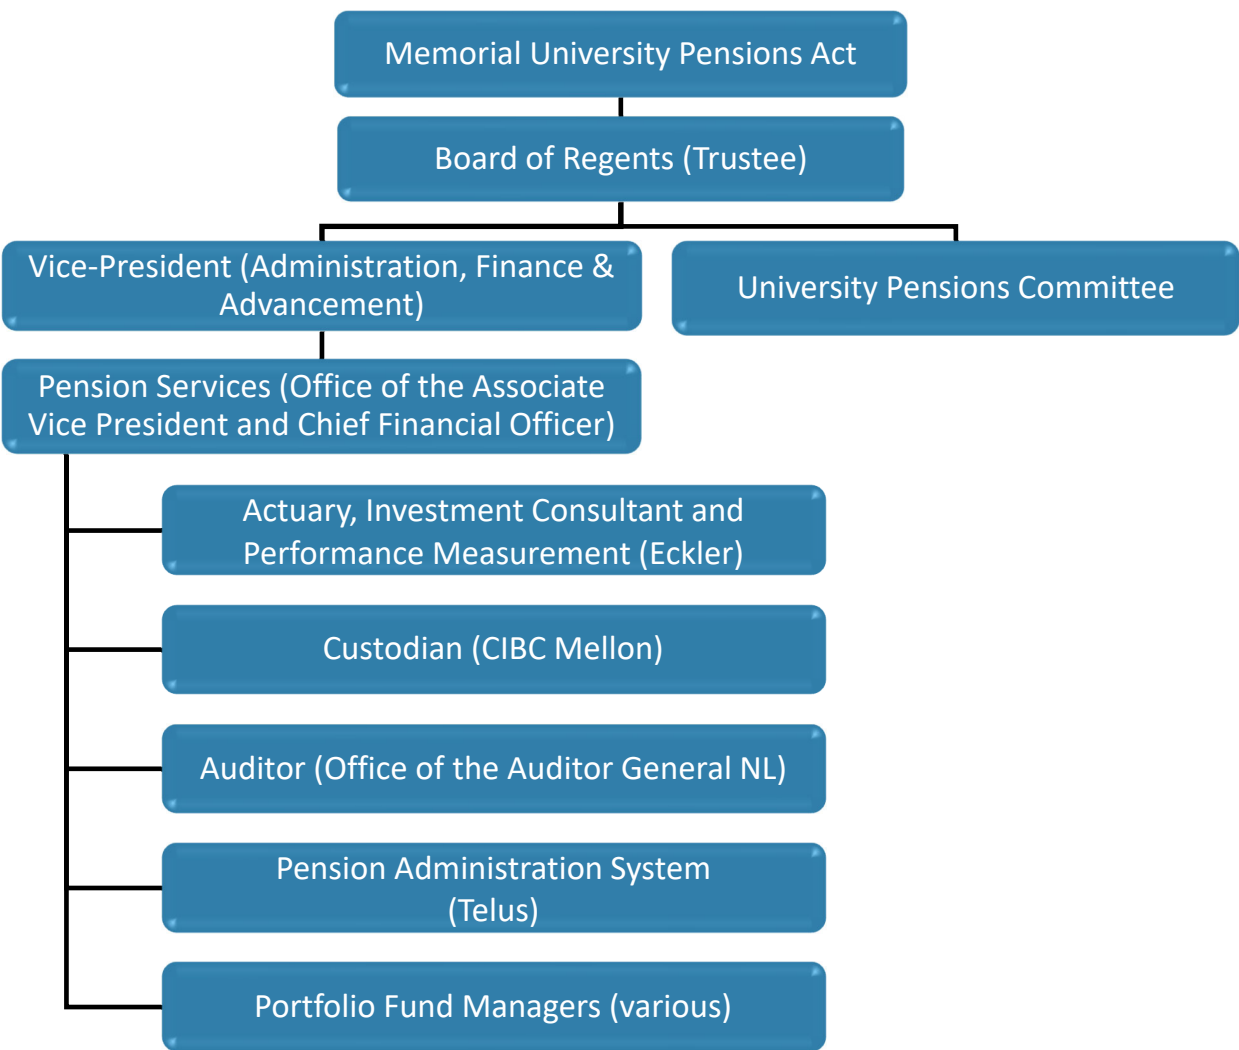 Memorial University Pensions Act
Board of Regents (Trustee)
Vice-President (Administration, Finance &
Advancement)
University Pensions Committee
Pension Services (Office of the Associate
Vice President and Chief Financial Officer)
Actuary, Investment Consultant and
Performance Measurement (Eckler)
Custodian (CIBC Mellon)
Auditor (Office of the Auditor General NL)
Pension Administration System
(Telus)
Portfolio Fund Managers (various)